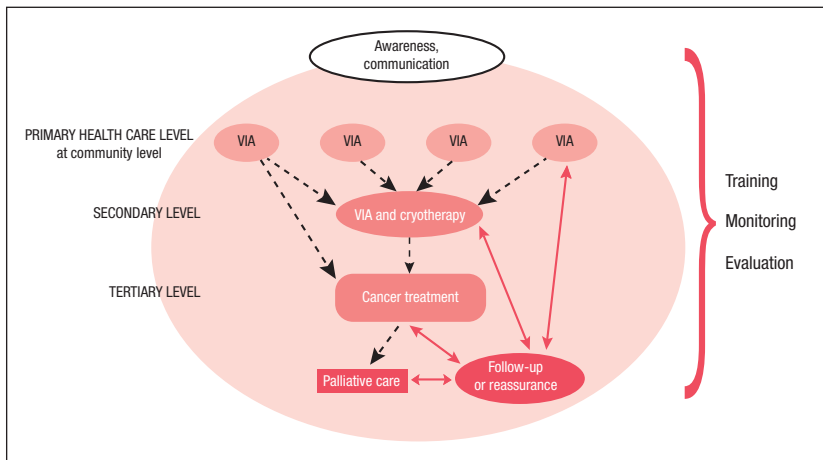 Awareness,
communication
PRIMARY HEALTH CARE LEVEL
at community level
VIA
VIA
VIA
VIA
SECONDARY LEVEL
VIA and cryotherapy
TERTIARY LEVEL
Cancer treatment
Palliative care
Follow-up
or reassurance
Training
Monitoring
Evaluation